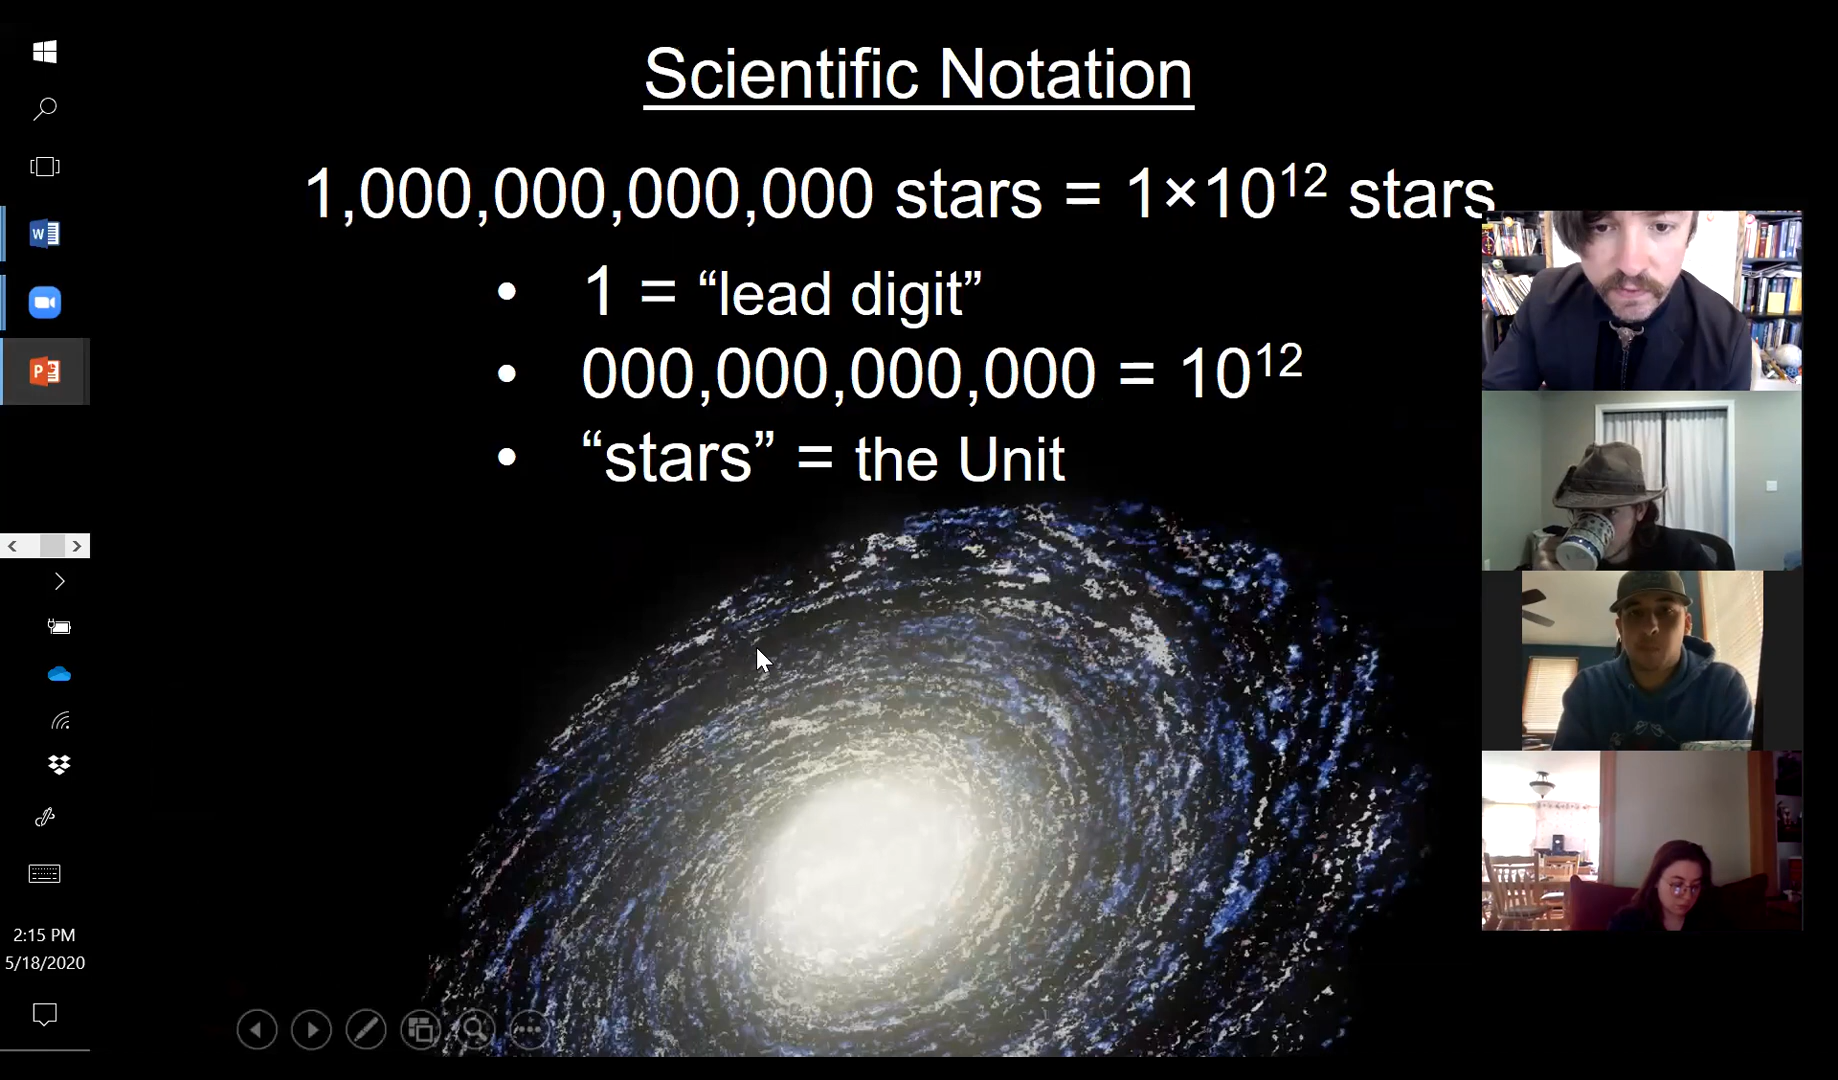 Scientific Notation
1,000,000,000,000 stars = 1×10¹² stars
• 1 = “lead digit”
• 000,000,000,000 = 10¹²
• “stars” = the Unit
W
P
2:15 PM
5/18/2020